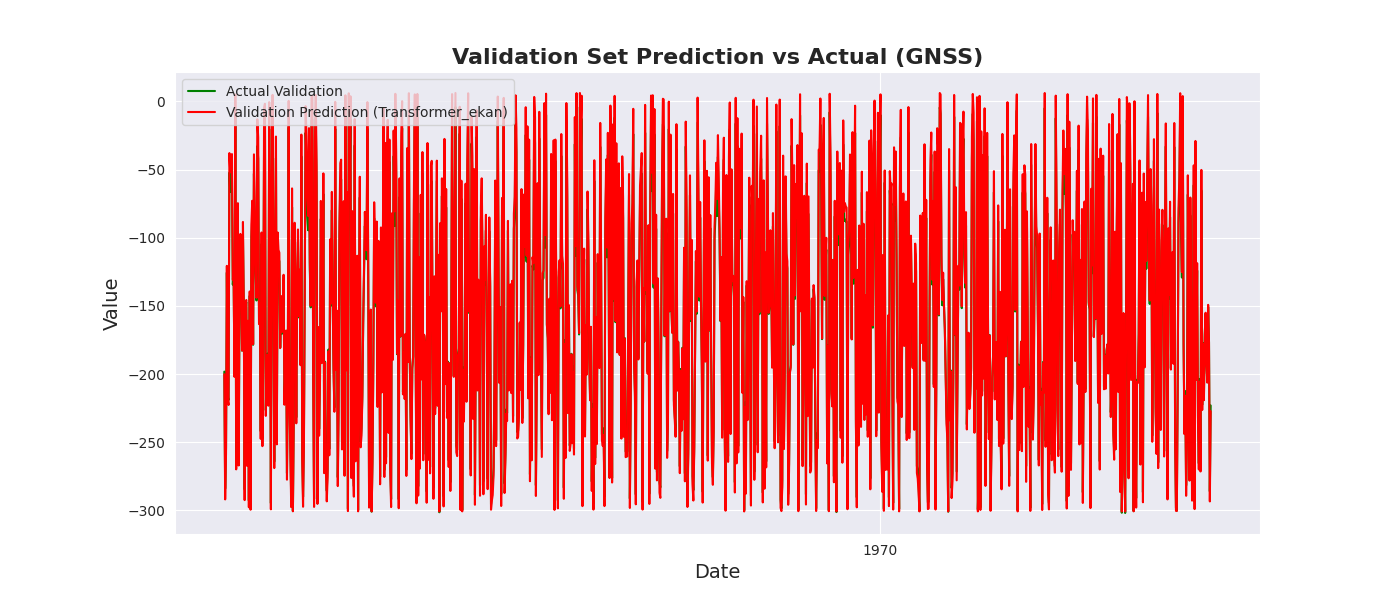 Validation Set Prediction vs Actual (GNSS)
Actual Validation
Validation Prediction (Transformer_ekan)
0
−50
−100
−150
−200
−250
−300
Value
1970
Date